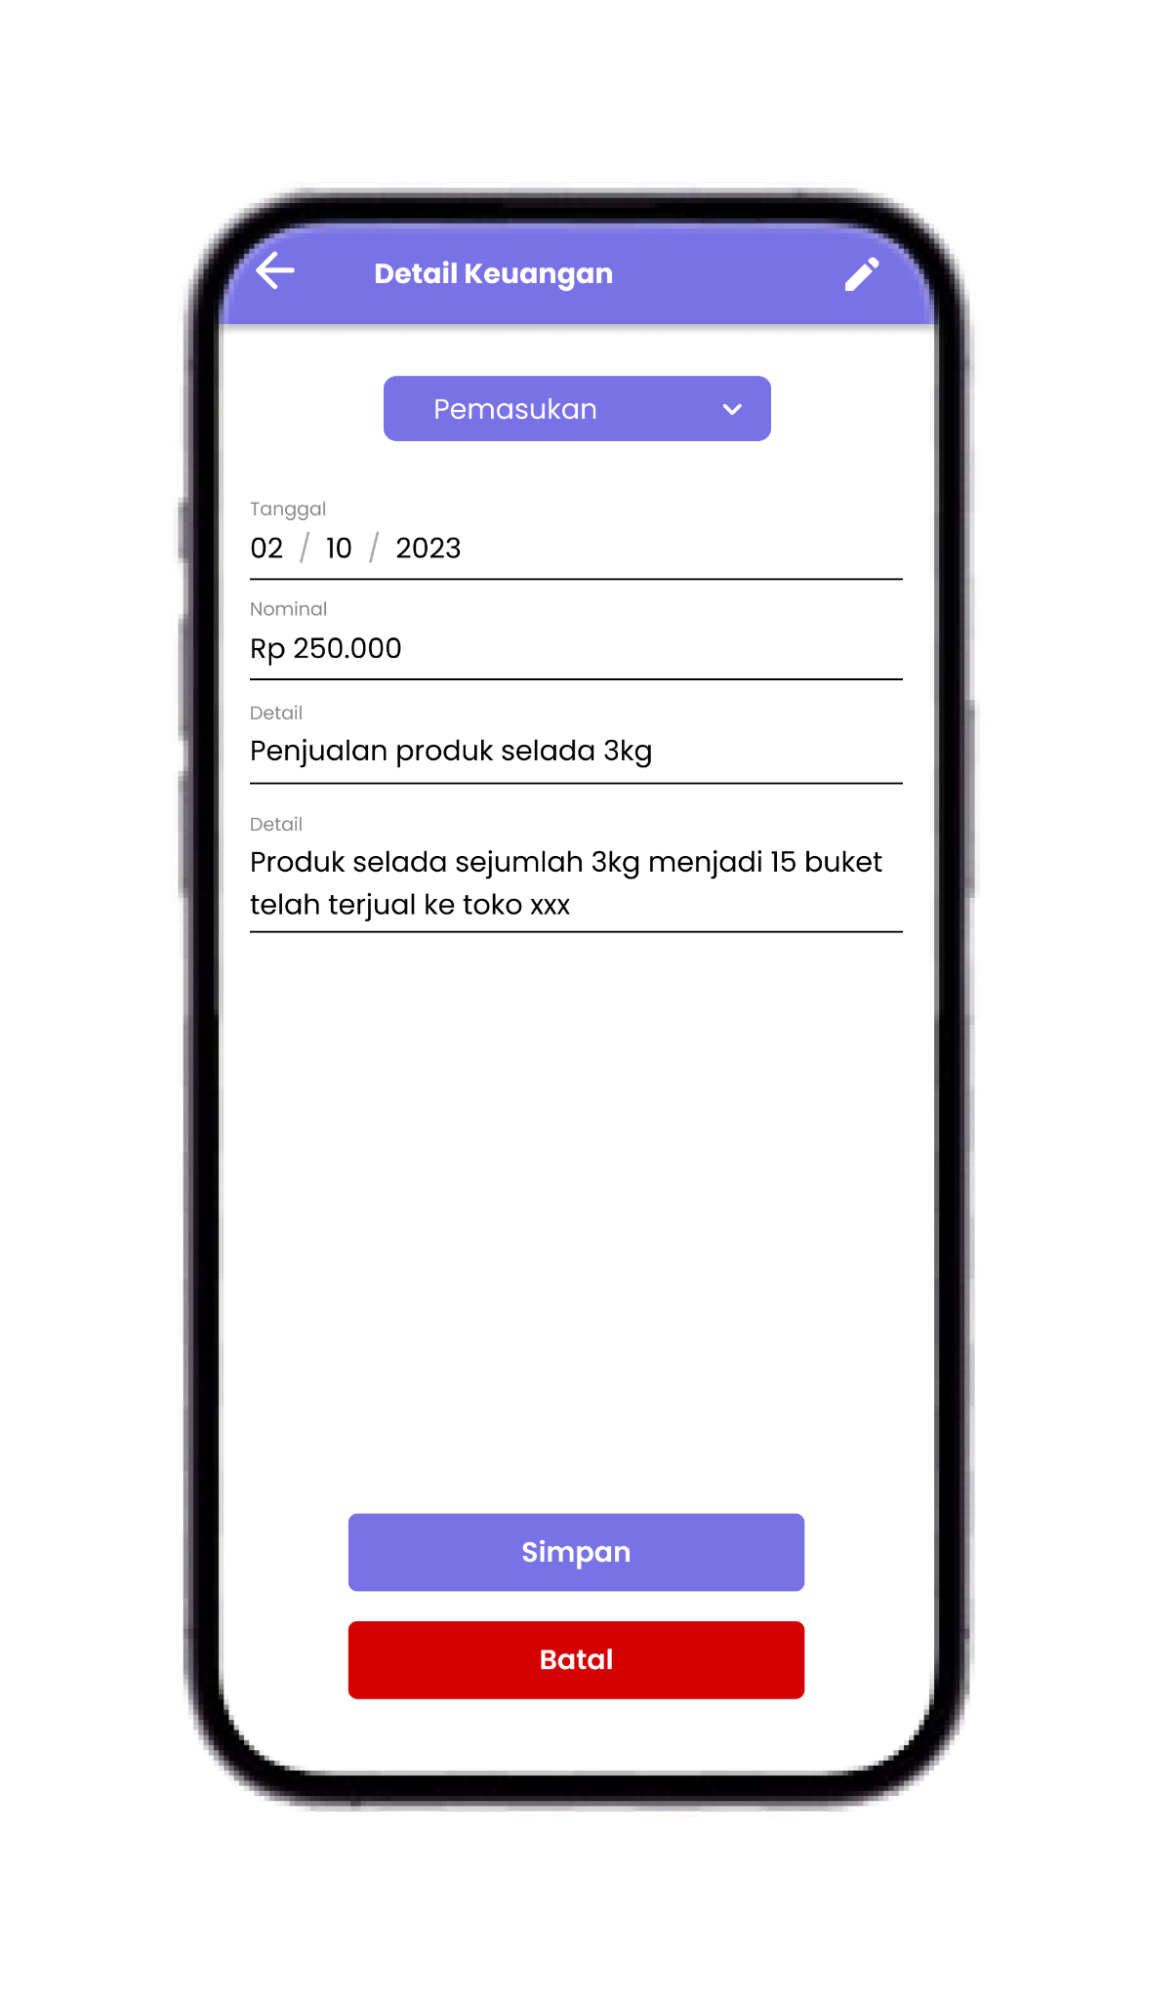 Detail Keuangan
Pemasukan
Tanggal
02 / 10 / 2023
Nominal
Rp 250.000
Detail
Penjualan produk selada 3kg
Detail
Produk selada sejumlah 3kg menjadi 15 buket
telah terjual ke toko xxx
Simpan
Batal